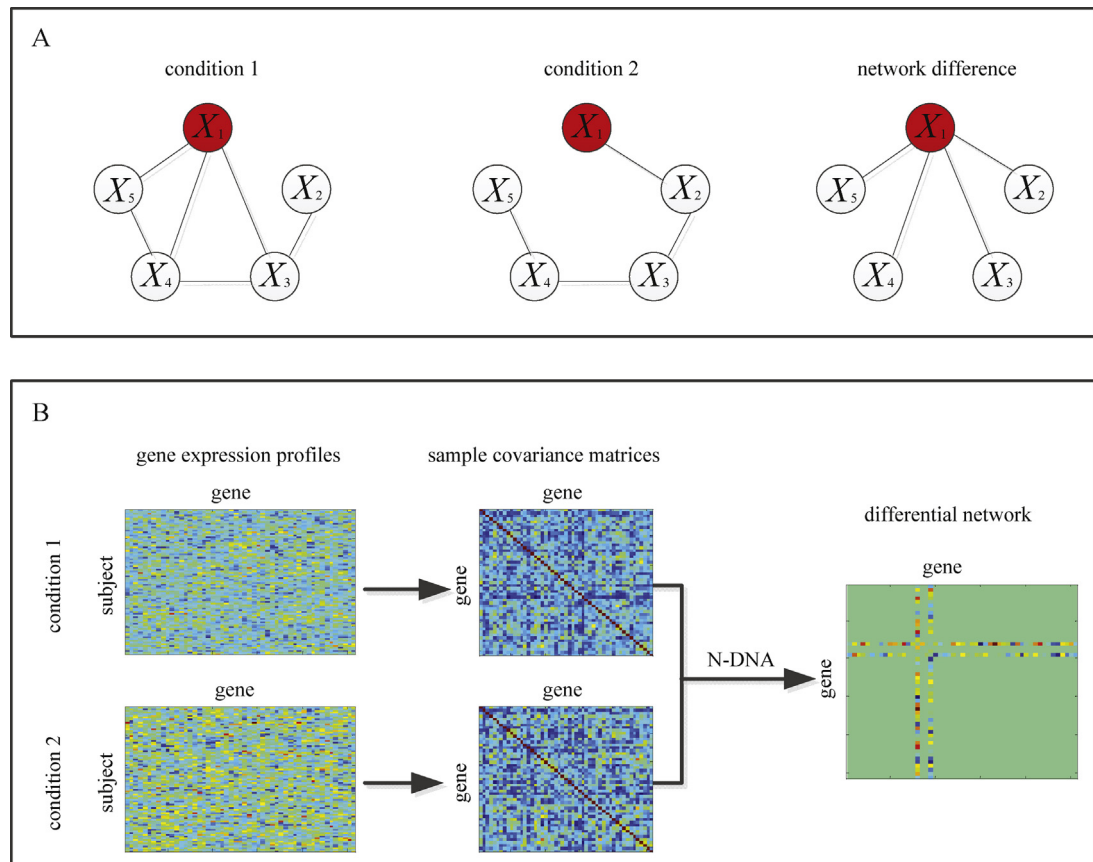 A
condition 1
condition 2
network difference
X1
X1
X1
X5
X2
X5
X2
X5
X2
X4
X3
X4
X3
X4
X3
B
gene expression profiles
sample covariance matrices
differential network
gene
gene
gene
condition 1
subject
gene
N-DNA
gene
gene
gene
condition 2
subject
gene